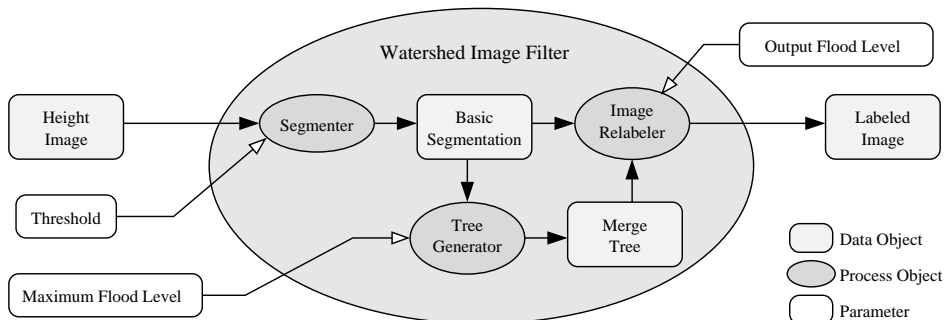 Watershed Image Filter
Output Flood Level
Height
Image
Segmenter
Basic
Segmentation
Image
Relabeler
Labeled
Image
Threshold
Tree
Generator
Merge
Tree
Maximum Flood Level
Data Object
Process Object
Parameter